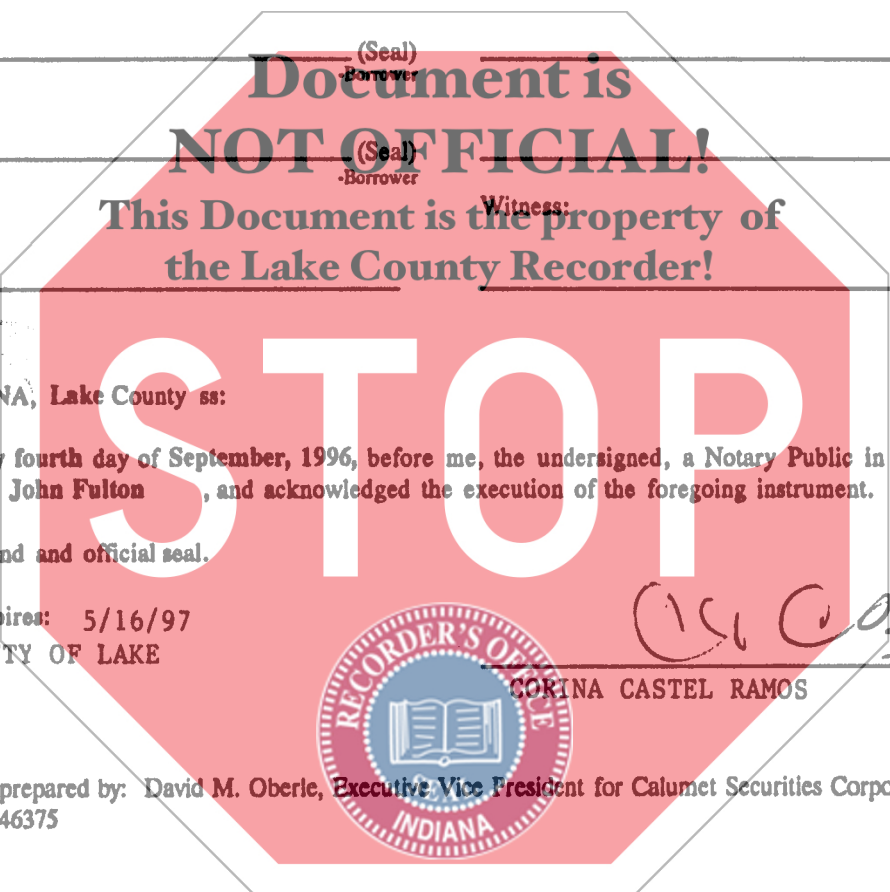 (Seal)
-Borrower
Document is
NOT OFFICIAL!
(Seal)
-Borrower
Witness:
This Document is the property of
the Lake County Recorder!
STOP
NA, Lake County ss:
y fourth day of September, 1996, before me, the undersigned, a Notary Public in
John Fulton , and acknowledged the execution of the foregoing instrument.
nd and official seal.
pires: 5/16/97
TY OF LAKE
RECORDER'S OFFICE
CORINA CASTEL RAMOS
prepared by: David M. Oberle, Executive Vice President for Calumet Securities Corpo
46375
SEAL
INDIANA